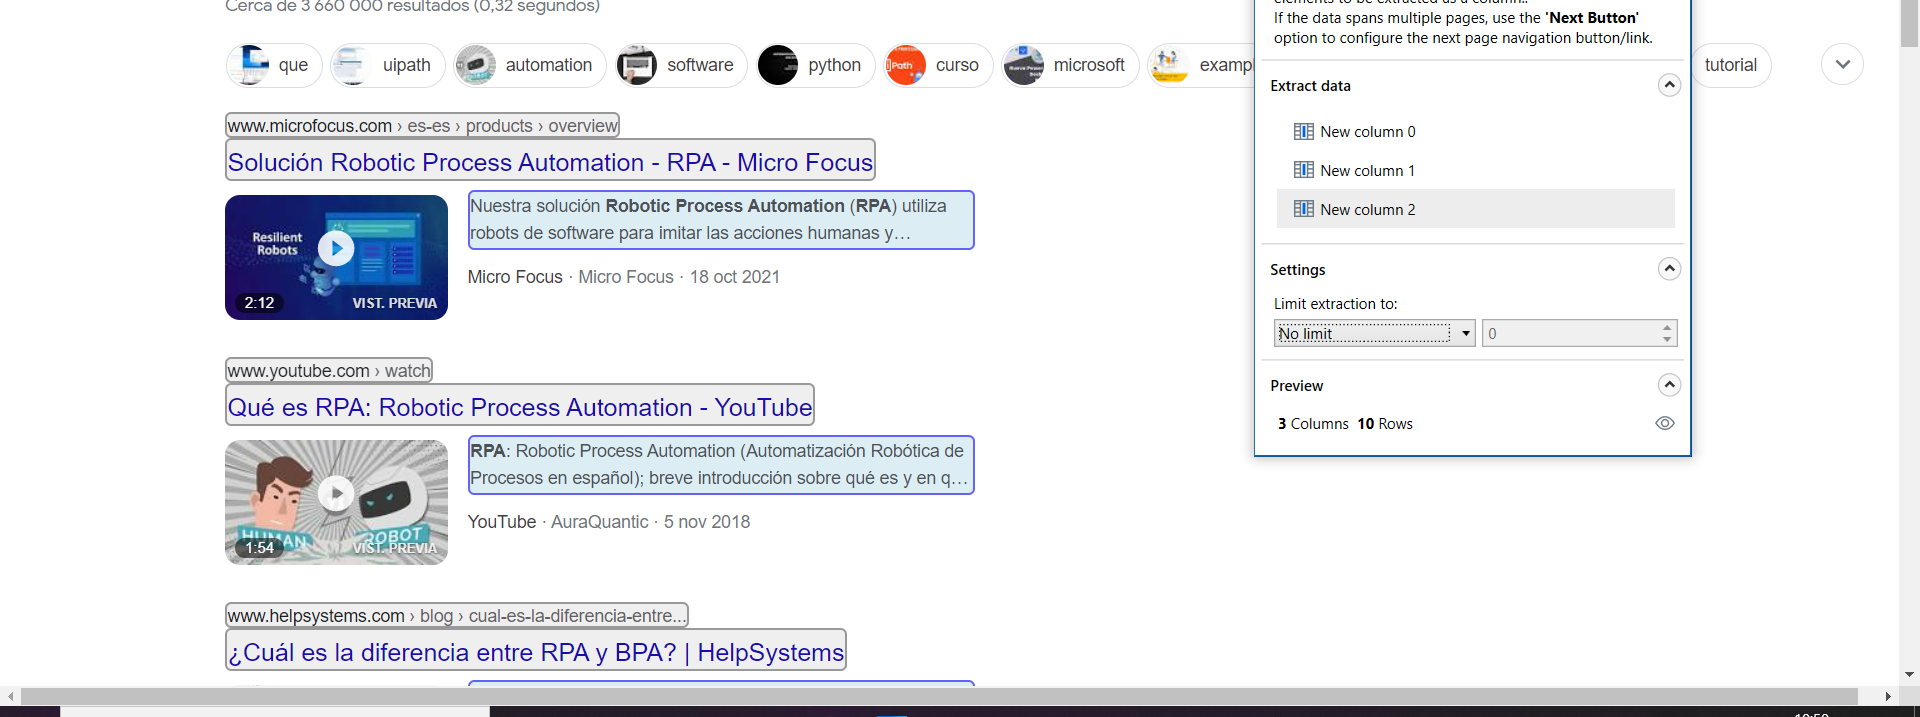 Cerca de 3 660 000 resultados (0,32 segundos)
que
uipath
automation
software
python
curso
microsoft
tutorial
www.microfocus.com › es-es › products › overview
Solución Robotic Process Automation - RPA - Micro Focus
Resilient
Robots
2:12
VIST. PREVIA
Nuestra solución Robotic Process Automation (RPA) utiliza
robots de software para imitar las acciones humanas y…
Micro Focus · Micro Focus · 18 oct 2021
www.youtube.com › watch
Qué es RPA: Robotic Process Automation - YouTube
HUMAN
ROBOT
1:54
VIST. PREVIA
RPA: Robotic Process Automation (Automatización Robótica de
Procesos en español); breve introducción sobre qué es y en q…
YouTube · AuraQuantic · 5 nov 2018
www.helpsystems.com › blog › cual-es-la-diferencia-entre...
¿Cuál es la diferencia entre RPA y BPA? | HelpSystems
elements to be extracted as a column..
If the data spans multiple pages, use the 'Next Button'
option to configure the next page navigation button/link.
Extract data
New column 0
New column 1
New column 2
Settings
Limit extraction to:
No limit
0
Preview
3 Columns 10 Rows